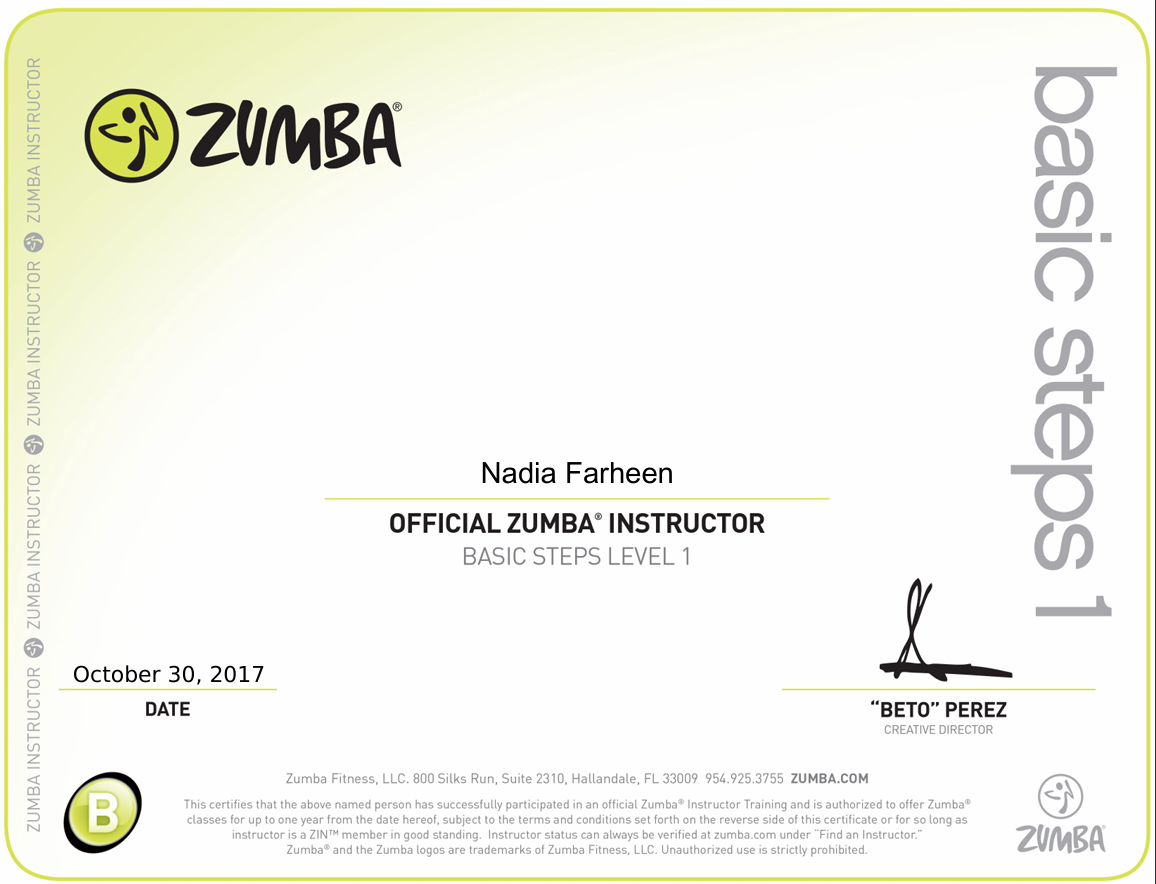 ZUMBA®
basic steps 1
ZUMBA INSTRUCTOR ZUMBA INSTRUCTOR ZUMBA INSTRUCTOR ZUMBA INSTRUCTOR
Nadia Farheen
OFFICIAL ZUMBA® INSTRUCTOR
BASIC STEPS LEVEL 1
October 30, 2017
DATE
“BETO” PEREZ
CREATIVE DIRECTOR
B
Zumba Fitness, LLC. 800 Silks Run, Suite 2310, Hallandale, FL 33009 954.925.3755 ZUMBA.COM
This certifies that the above named person has successfully participated in an official Zumba® Instructor Training and is authorized to offer Zumba®
classes for up to one year from the date hereof, subject to the terms and conditions set forth on the reverse side of this certificate or for so long as
instructor is a ZIN™ member in good standing. Instructor status can always be verified at zumba.com under “Find an Instructor.”
Zumba® and the Zumba logos are trademarks of Zumba Fitness, LLC. Unauthorized use is strictly prohibited.
ZUMBA®